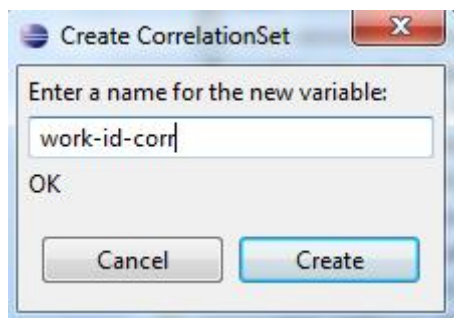 Create CorrelationSet
Enter a name for the new variable:
work-id-corr
OK
Cancel Create